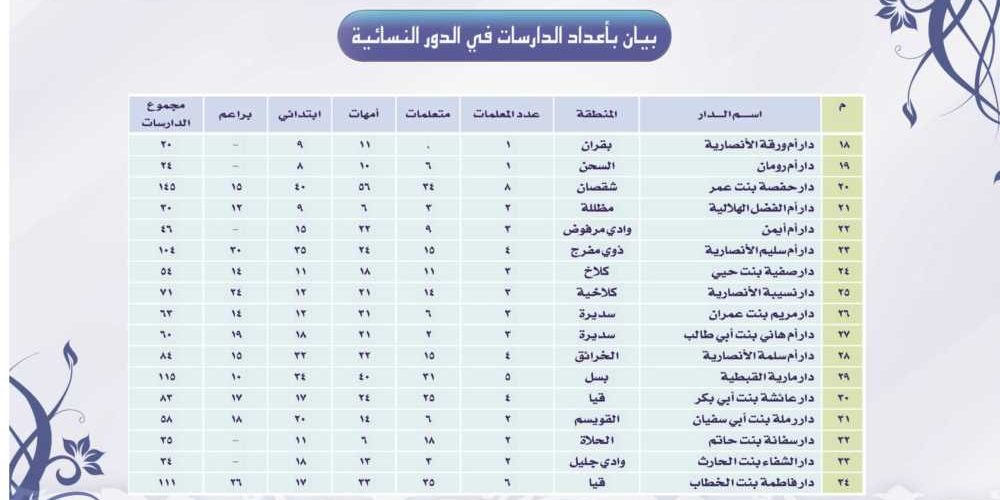 بيان بأعداد الدارسات في الدور النسائية
م اسم الدار المنطقة عدد المعلمات متعلمات أمهات ابتدائي براعم مجموع الدارسات
١٨ دار أم ورقة الأنصارية بقران ١ . ١١ ٩ – ٢٠
١٩ دار أم رومان السحن ١ ٦ ١٠ ٨ – ٢٤
٢٠ دار حفصة بنت عمر شقصان ٨ ٣٤ ٥٦ ٤٠ ١٥ ١٤٥
٢١ دار أم الفضل الهلالية مظللة ٢ ٣ ٦ ٩ ١٢ ٣٠
٢٢ دار أم أيمن وادي مرفوض ٣ ٩ ٢٢ ١٥ – ٤٦
٢٣ دار أم سليم الأنصارية ذوي مفرج ٤ ١٥ ٢٤ ٣٥ ٣٠ ١٠٤
٢٤ دار صفية بنت حيي كلاخ ٣ ١١ ١٨ ١١ ١٤ ٥٤
٢٥ دار نسيبة الأنصارية كلاخية ٣ ١٤ ٢١ ١٢ ٢٤ ٧١
٢٦ دار مريم بنت عمران سديرة ٣ ٦ ٣١ ١٢ ١٤ ٦٣
٢٧ دار أم هاني بنت أبي طالب سديرة ٣ ٢ ٢١ ١٨ ١٩ ٦٠
٢٨ دار أم سلمة الأنصارية الخرائق ٤ ١٥ ٢٢ ٣٢ ١٥ ٨٤
٢٩ دار مارية القبطية بسل ٥ ٣١ ٤٠ ٣٤ ١٠ ١١٥
٣٠ دار عائشة بنت أبي بكر قيا ٤ ٢٥ ٢٤ ١٧ ١٧ ٨٣
٣١ دار رملة بنت أبي سفيان القويسم ٢ ٦ ١٤ ٢٠ ١٨ ٥٨
٣٢ دار سفانة بنت حاتم الحلاة ٢ ١٨ ٦ ١١ – ٣٥
٣٣ دار الشفاء بنت الحارث وادي جليل ٢ ٣ ١٣ ١٨ – ٣٤
٣٤ دار فاطمة بنت الخطاب قيا ٦ ٣٥ ٣٣ ١٧ ٢٦ ١١١